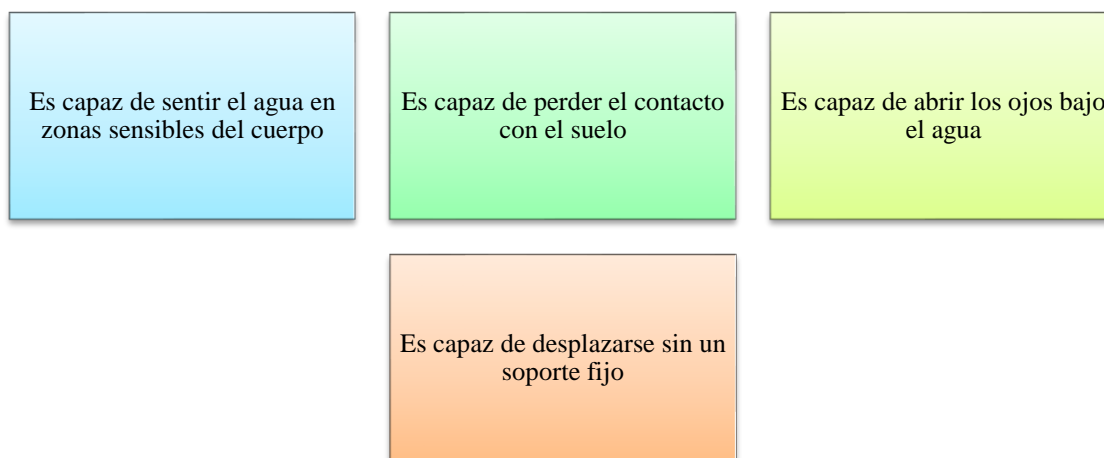 Es capaz de sentir el agua en
zonas sensibles del cuerpo
Es capaz de perder el contacto
con el suelo
Es capaz de abrir los ojos bajo
el agua
Es capaz de desplazarse sin un
soporte fijo